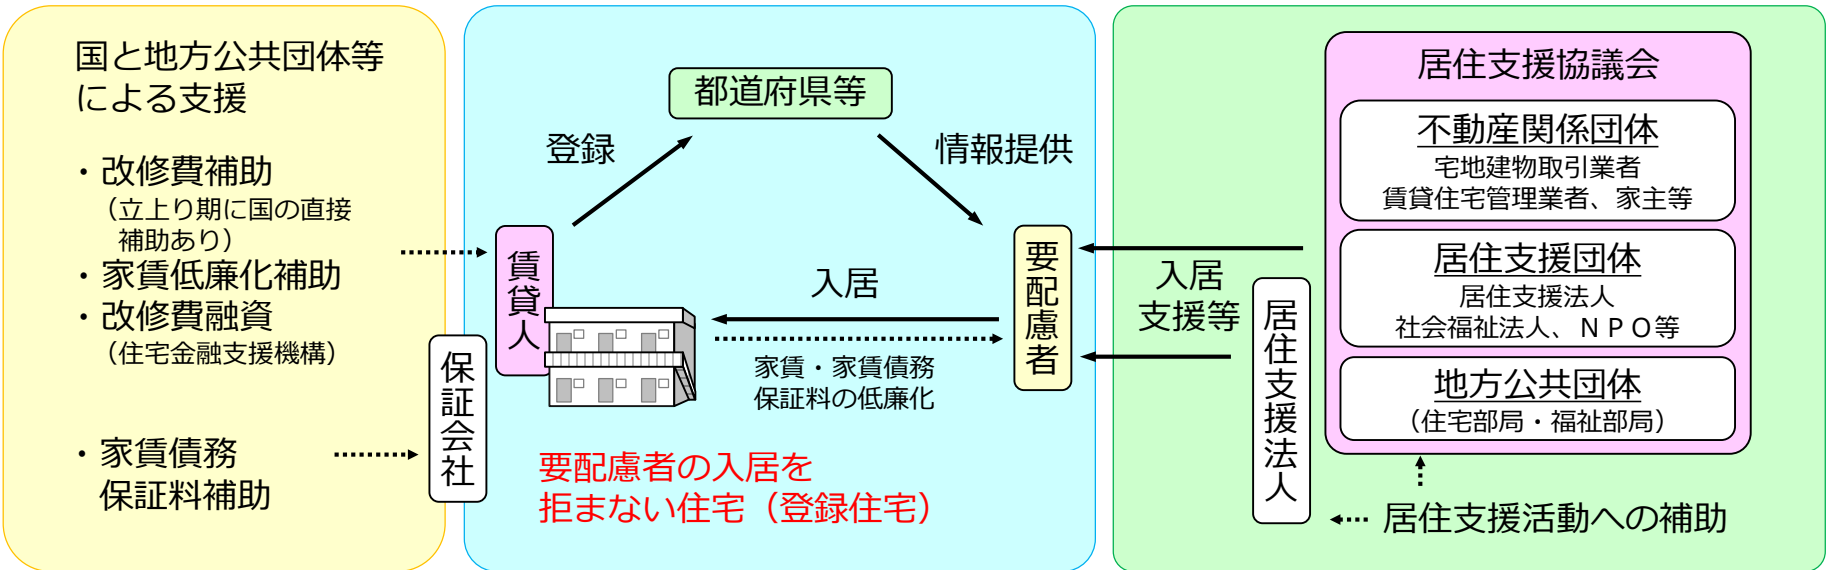 国と地方公共団体等
による支援
・改修費補助
（立上り期に国の直接
補助あり）
・家賃低廉化補助
・改修費融資
（住宅金融支援機構）
・家賃債務
保証料補助
保証会社
都道府県等
登録
情報提供
賃貸人
要配慮者
入居
家賃・家賃債務
保証料の低廉化
要配慮者の入居を
拒まない住宅（登録住宅）
入居
支援等
居住支援法人
居住支援協議会
不動産関係団体
宅地建物取引業者
賃貸住宅管理業者、家主等
居住支援団体
居住支援法人
社会福祉法人、ＮＰＯ等
地方公共団体
（住宅部局・福祉部局）
居住支援活動への補助